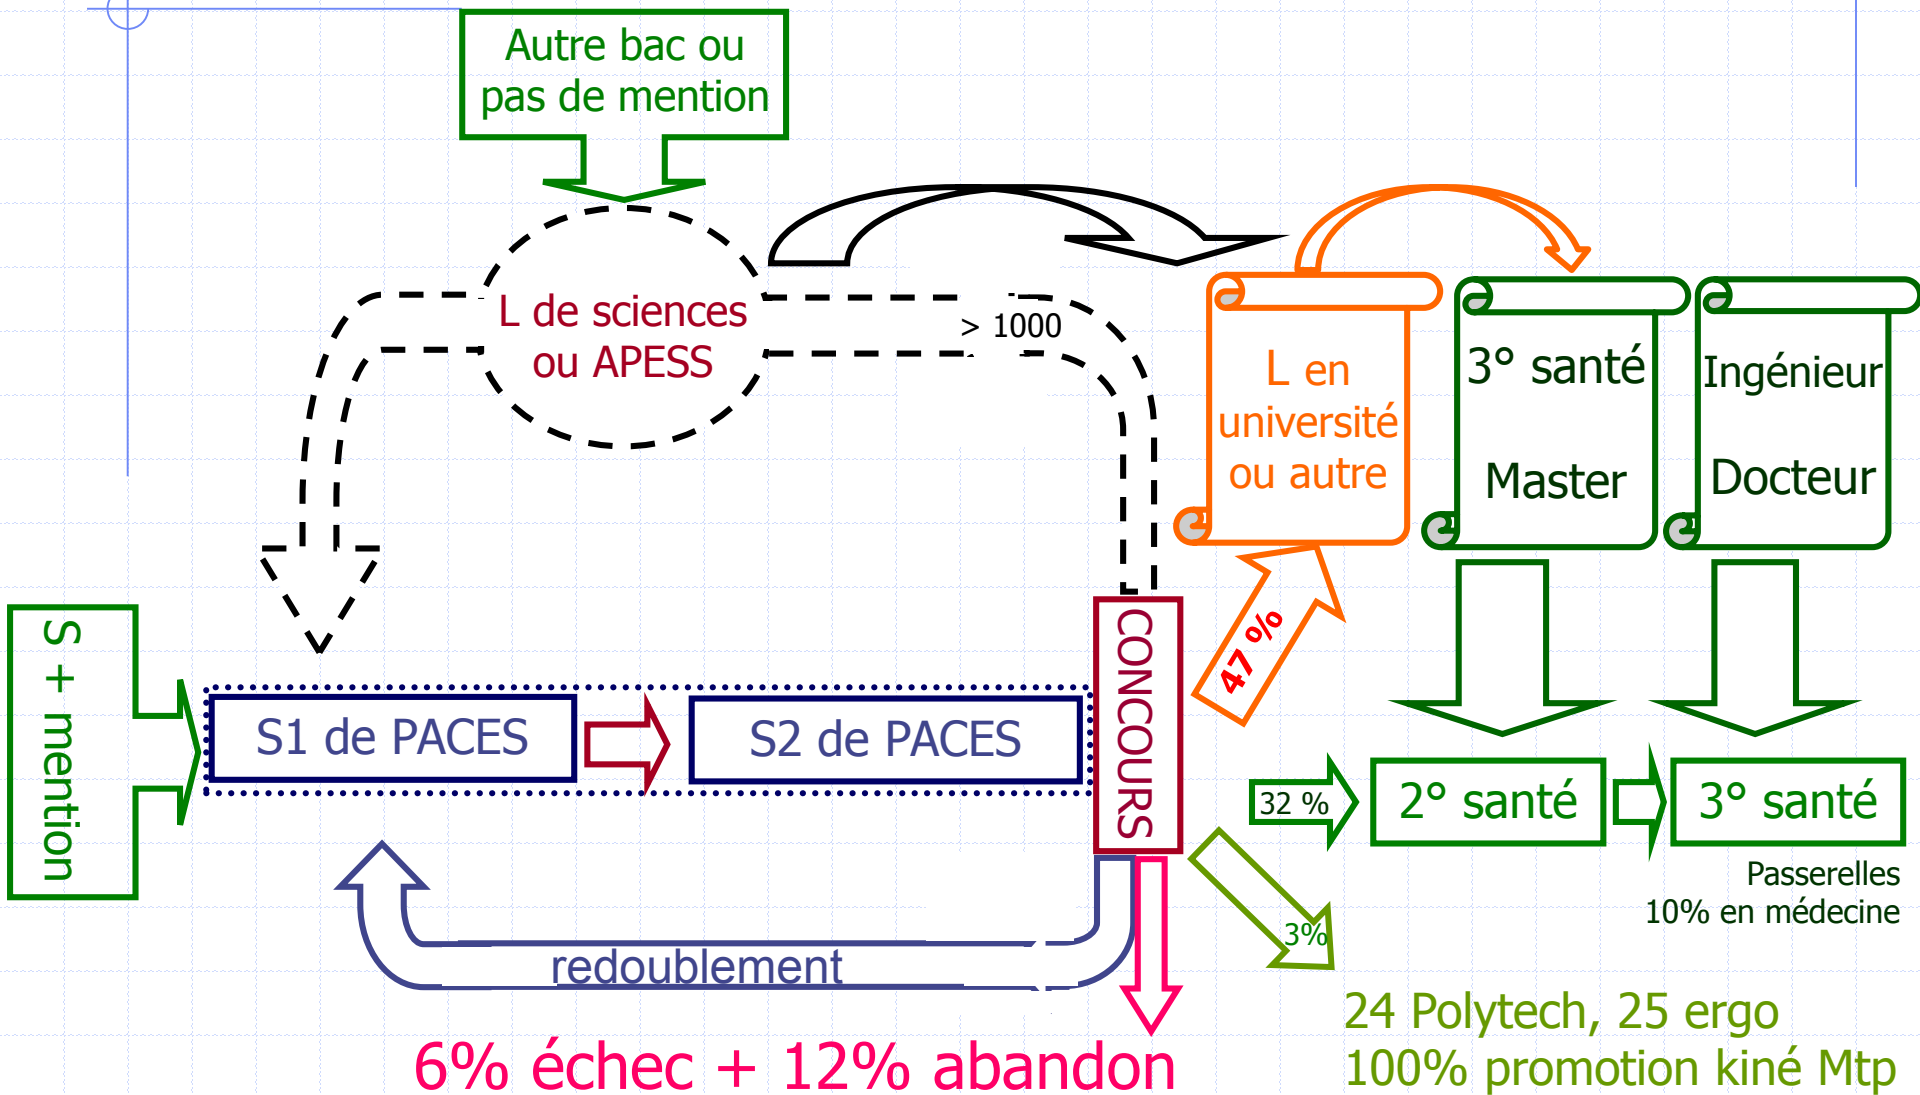 Autre bac ou
pas de mention
L de sciences
ou APESS
> 1000
L en
université
ou autre
3° santé
Master
Ingénieur
Docteur
S + mention
S1 de PACES
S2 de PACES
CONCOURS
47 %
32 %
2° santé
3° santé
Passerelles
10% en médecine
3%
redoublement
24 Polytech, 25 ergo
100% promotion kiné Mtp
6% échec + 12% abandon